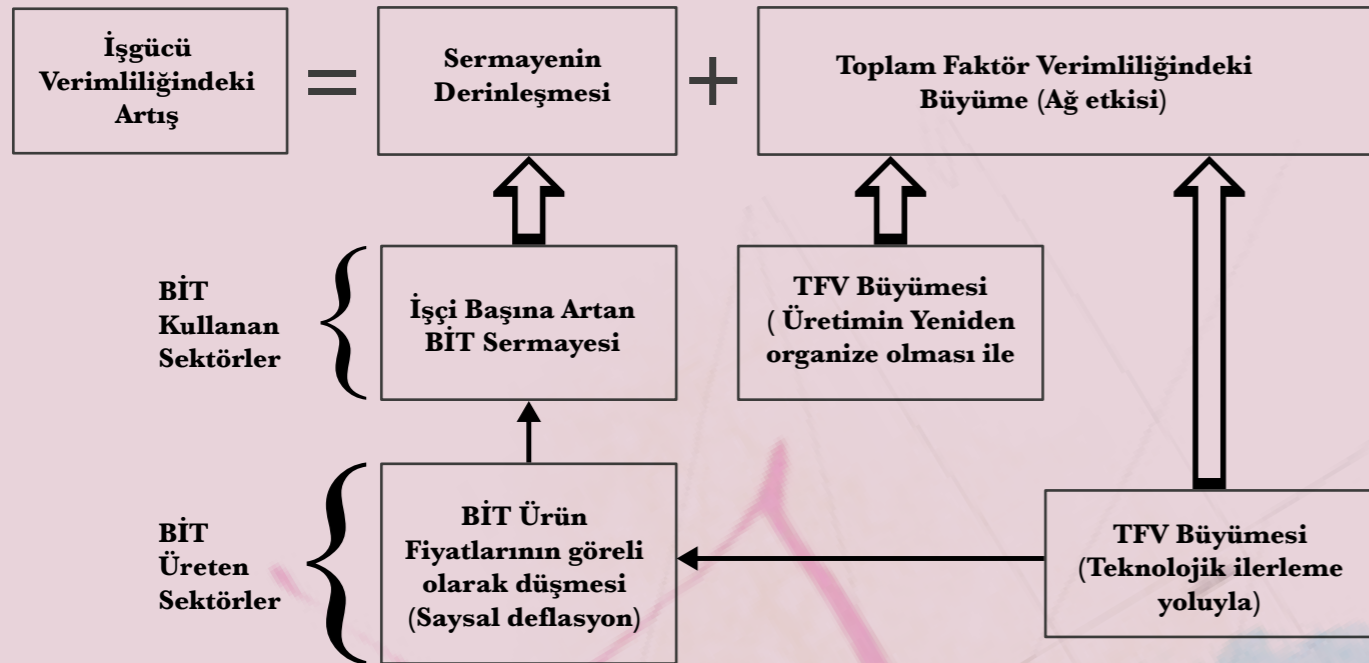 İşgücü
Verimliliğindeki
Artış
=
Sermayenin
Derinleşmesi
+
Toplam Faktör Verimliliğindeki
Büyüme (Ağ etkisi)
BİT
Kullanan
Sektörler
İşçi Başına Artan
BİT Sermayesi
TFV Büyümesi
( Üretimin Yeniden
organize olması ile
BİT
Üreten
Sektörler
BİT Ürün
Fiyatlarının göreli
olarak düşmesi
(Saysal deflasyon)
TFV Büyümesi
(Teknolojik ilerleme
yoluyla)